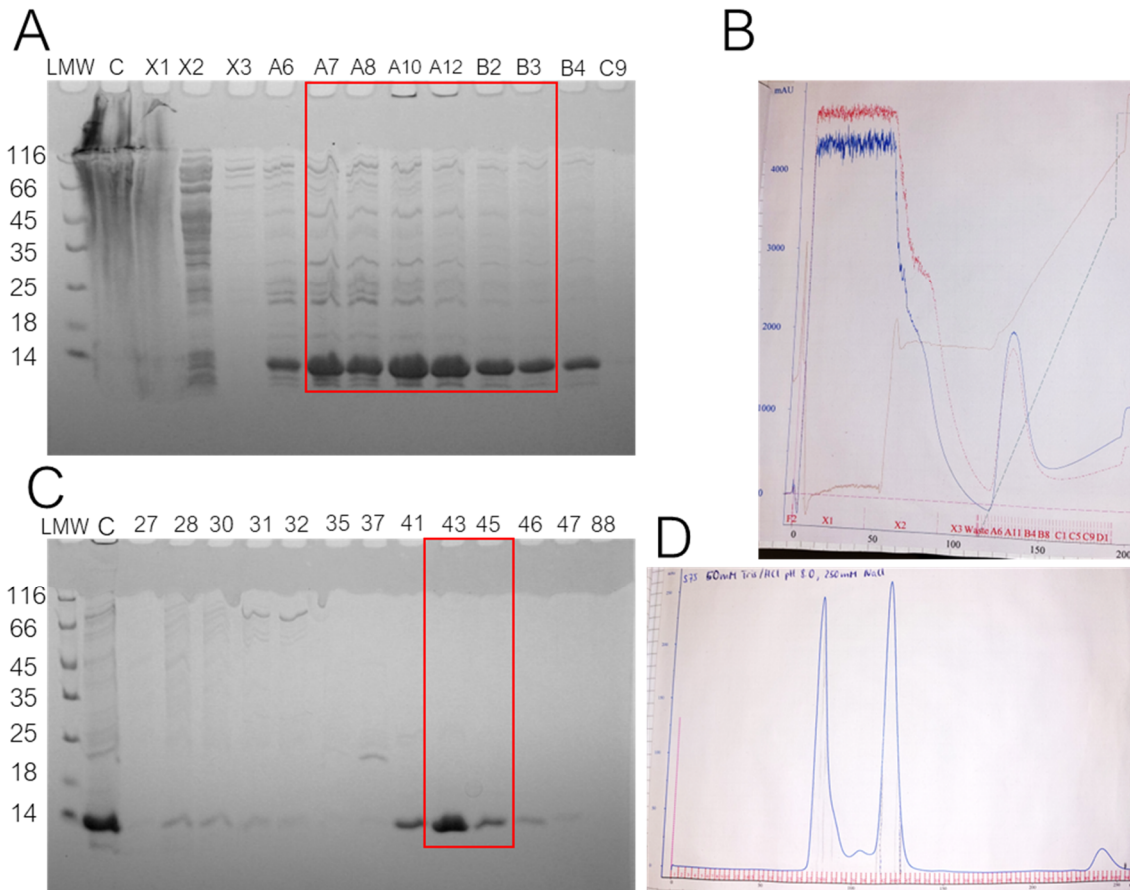 A
LMW C X1 X2 X3 A6 A7 A8 A10 A12 B2 B3 B4 C9
116
66
45
35
25
18
14
B
mAU
4000
3000
2000
1000
0
F2 X1 X2 X3 Waste A6 A11 B4 B8 C1 C5 C9 D1
50 100 150 200
C
LMW C 27 28 30 31 32 35 37 41 43 45 46 47 88
116
66
45
35
25
18
14
D
S75 50mM Tris/HCl pH 8.0, 250 mM NaCl